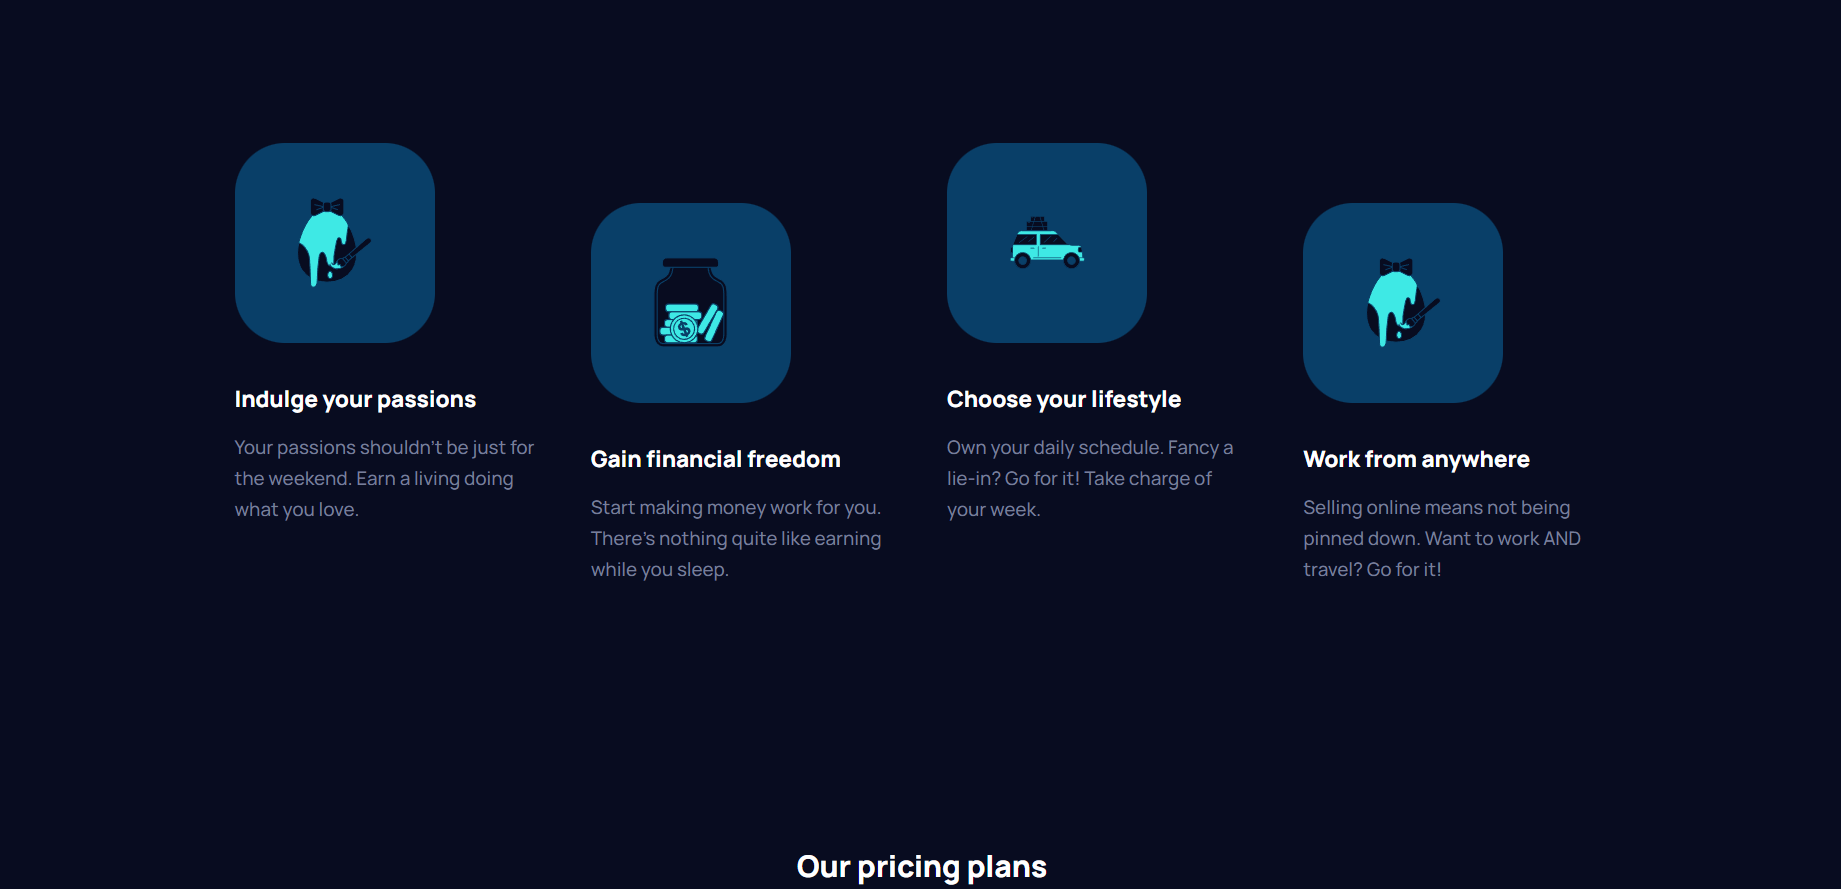 Indulge your passions
Your passions shouldn't be just for
the weekend. Earn a living doing
what you love.
$
Gain financial freedom
Start making money work for you.
There's nothing quite like earning
while you sleep.
Choose your lifestyle
Own your daily schedule. Fancy a
lie-in? Go for it! Take charge of
your week.
Work from anywhere
Selling online means not being
pinned down. Want to work AND
travel? Go for it!
Our pricing plans